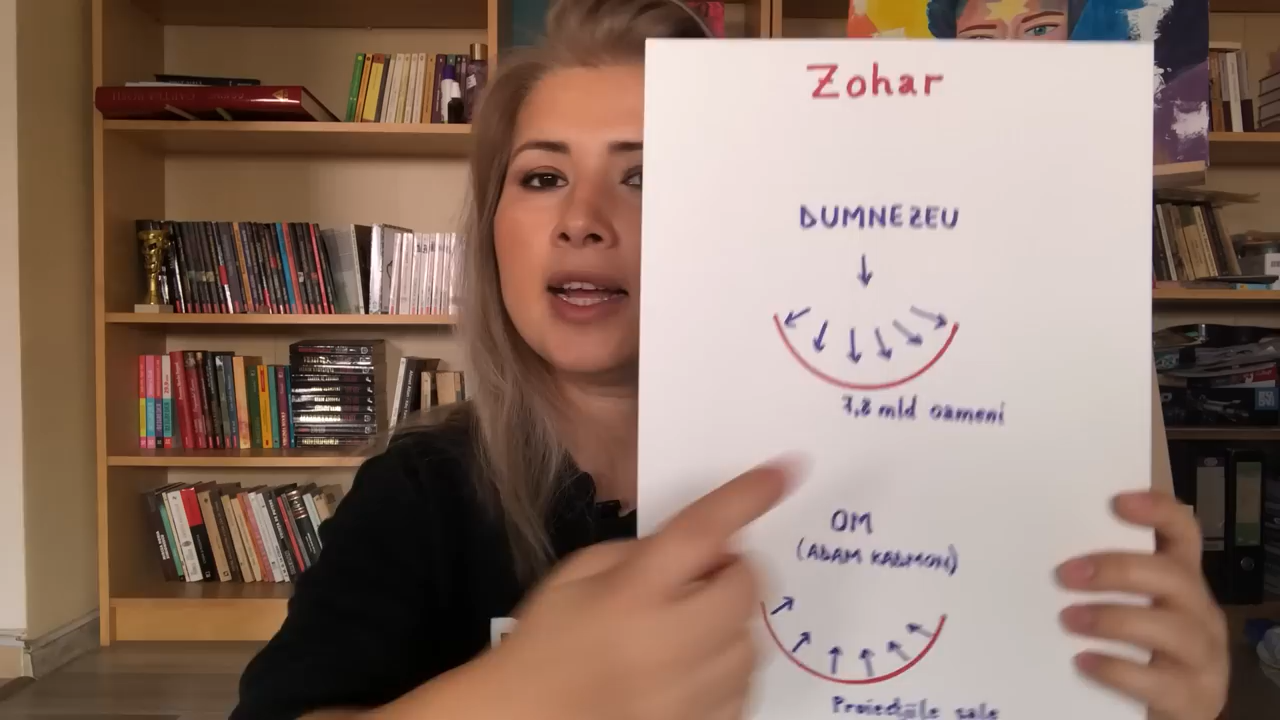 Zohar
DUMNEZEU
7,8 mld oameni
OM
(ADAM KADMON)
Proiecțiile sale